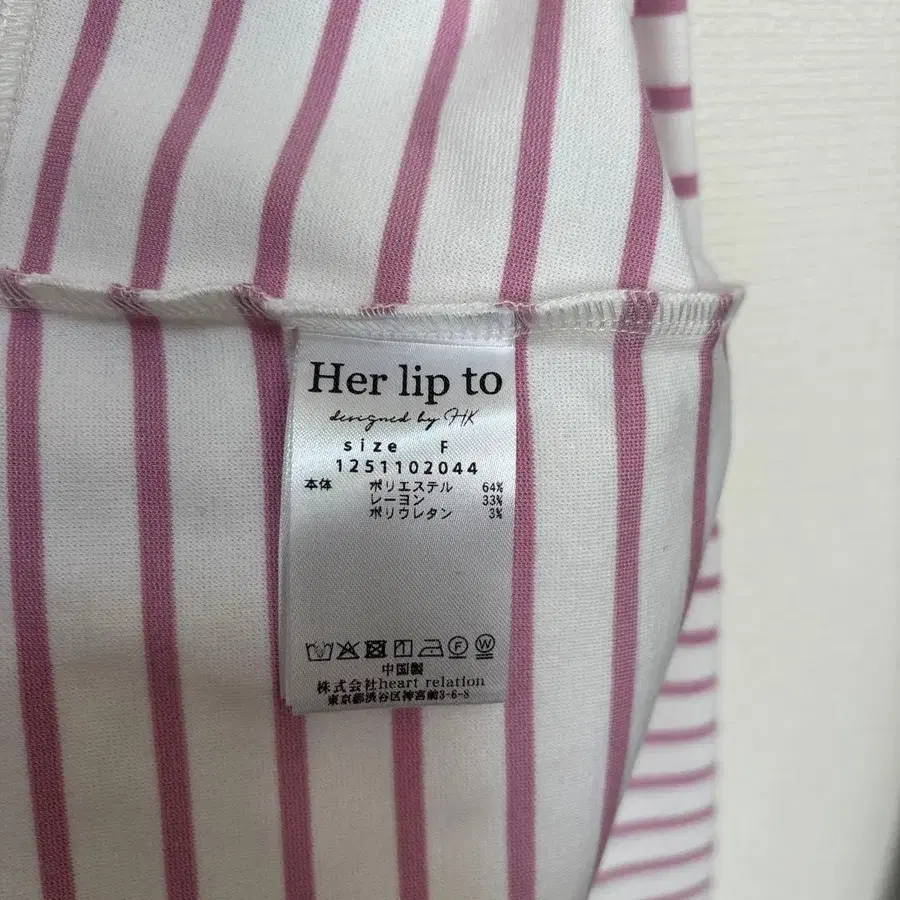 Her lip to
designed by HK
size F
1251102044
本体 ポリエステル 64%
レーヨン 33%
ポリウレタン 3%
中国製
株式会社heart relation
東京都渋谷区神宮前3-6-8